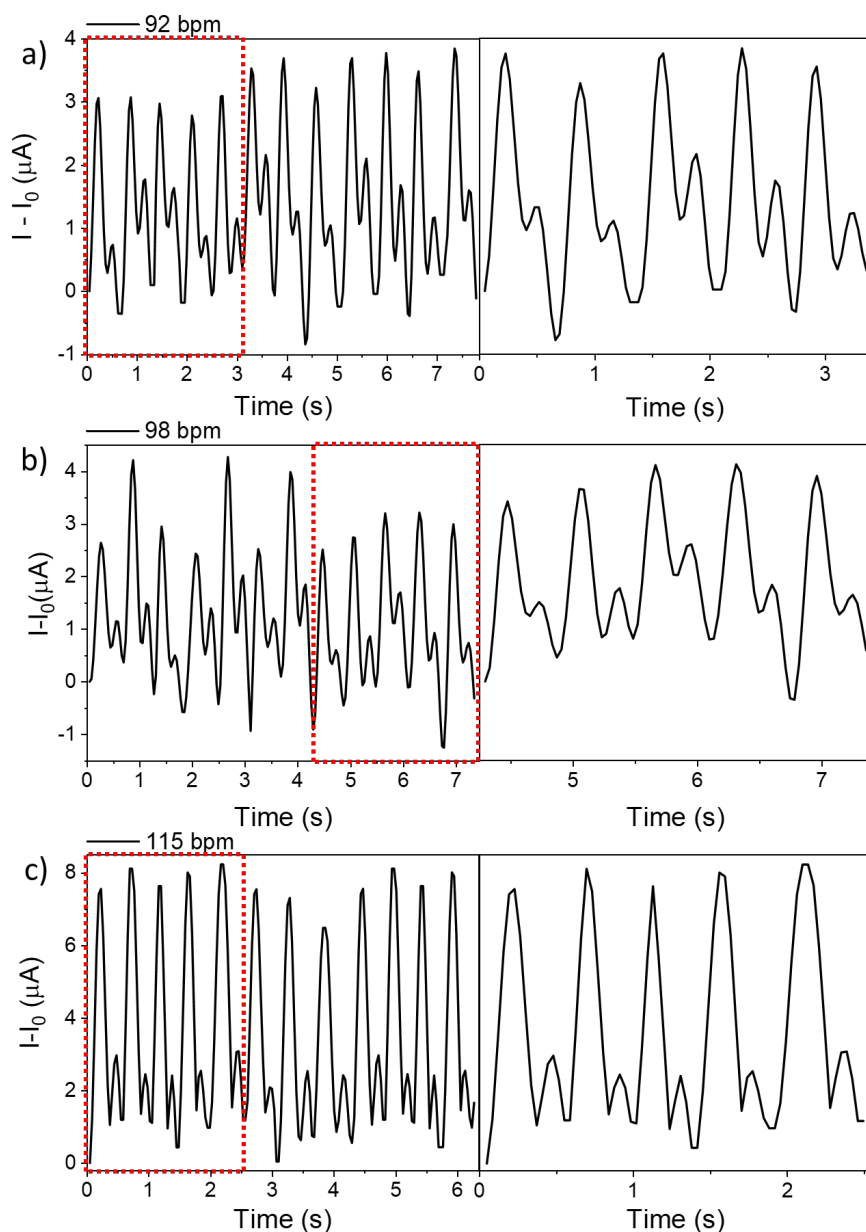 92 bpm
a)
4
3
2
1
0
-1
I - I₀ (μA)
0 1 2 3 4 5 6 7
0 1 2 3
Time (s) Time (s)
98 bpm
b)
4
3
2
1
0
-1
I-I₀(μA)
0 1 2 3 4 5 6 7
5 6 7
Time (s) Time (s)
115 bpm
c)
8
6
4
2
0
I-I₀ (μA)
0 1 2 3 4 5 6 0 1 2
Time (s) Time (s)